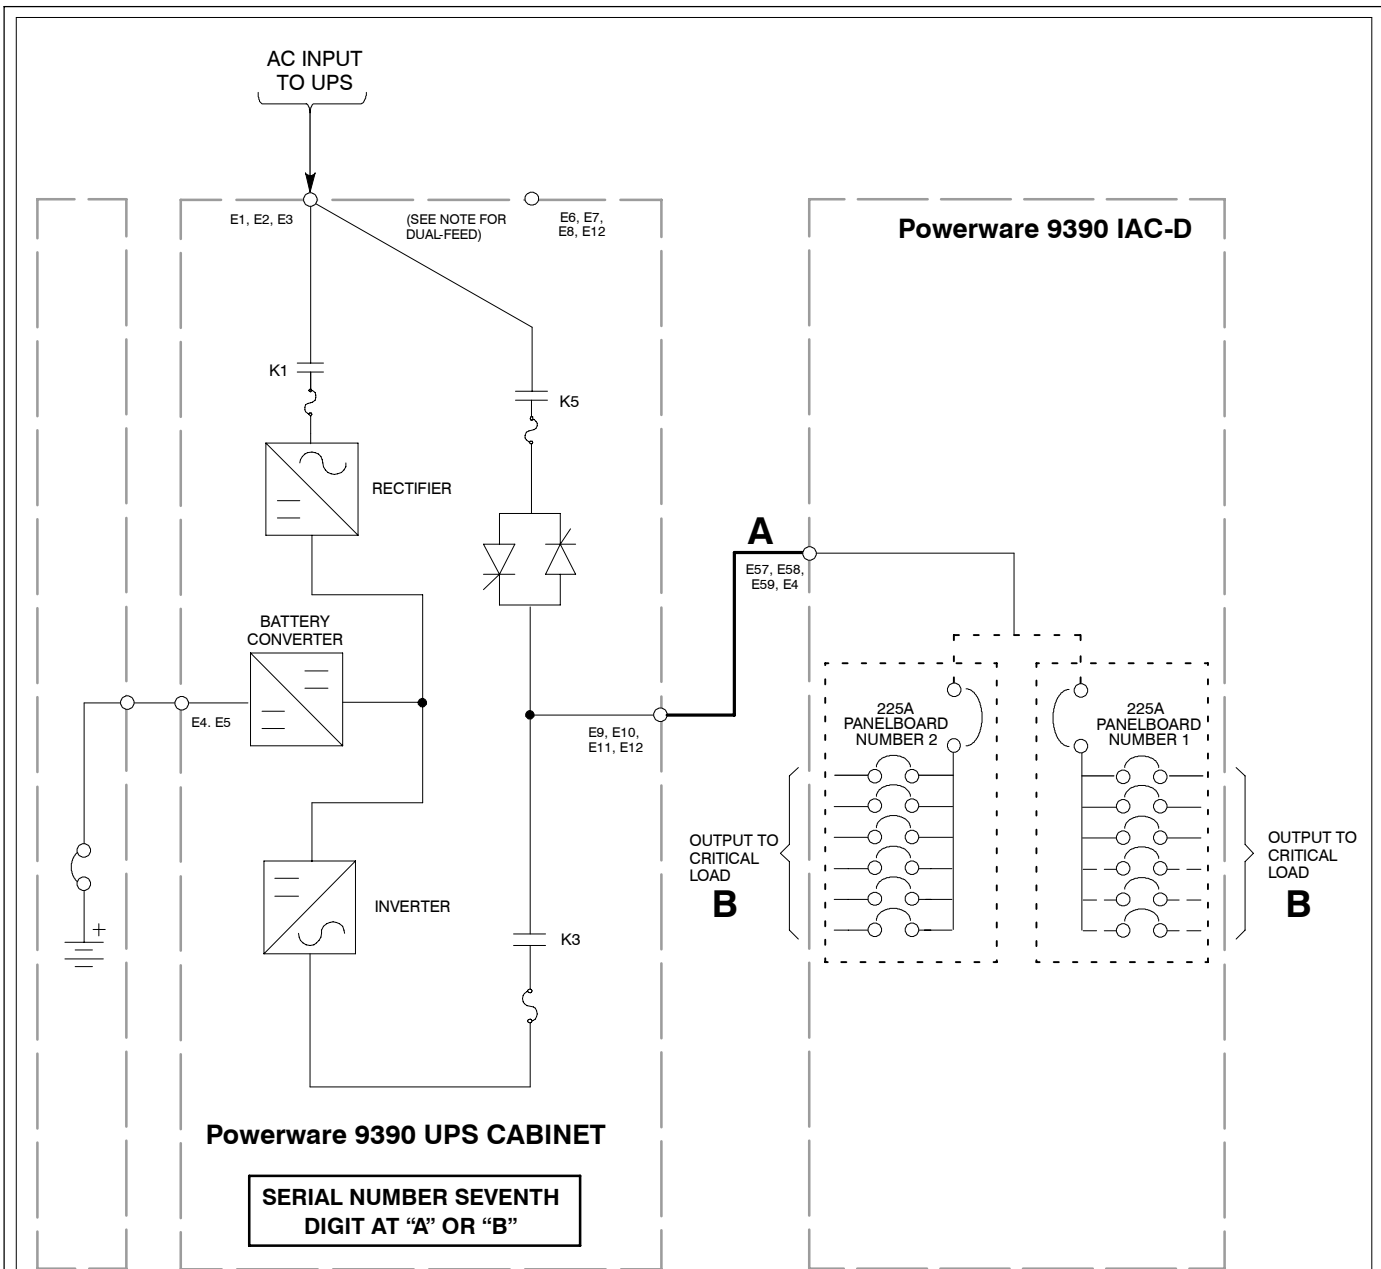 AC INPUT
TO UPS
E1, E2, E3
(SEE NOTE FOR
DUAL-FEED)
E6, E7,
E8, E12
Powerware 9390 IAC-D
K1
K5
RECTIFIER
A
E57, E58,
E59, E4
BATTERY
CONVERTER
E4. E5
E9, E10,
E11, E12
225A
PANELBOARD
NUMBER 2
225A
PANELBOARD
NUMBER 1
OUTPUT TO
CRITICAL
LOAD
B
OUTPUT TO
CRITICAL
LOAD
B
INVERTER
K3
+
Powerware 9390 UPS CABINET
SERIAL NUMBER SEVENTH
DIGIT AT “A” OR “B”